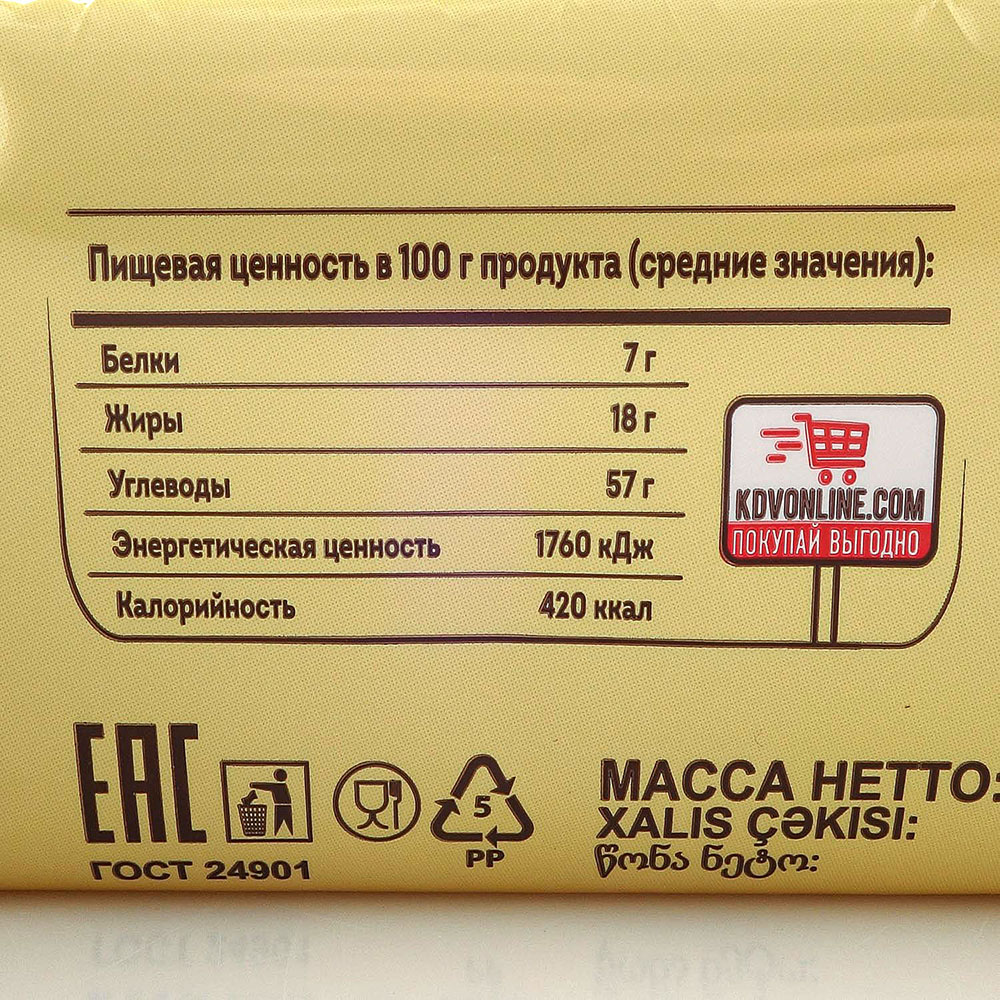 Пищевая ценность в 100 г продукта (средние значения):
Белки 7 г
Жиры 18 г
Углеводы 57 г
Энергетическая ценность 1760 кДж
Калорийность 420 ккал
KDVONLINE.COM
ПОКУПАЙ ВЫГОДНО
EAC
5
PP
ГОСТ 24901
МАССА НЕТТО:
XALIS ÇƏKISI:
წონა ნეტო: